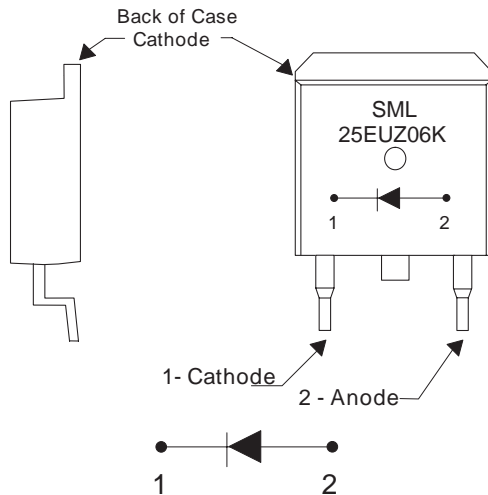 Back of Case
Cathode
SML
25EUZ06K
1 2
1- Cathode
2 - Anode
1 2